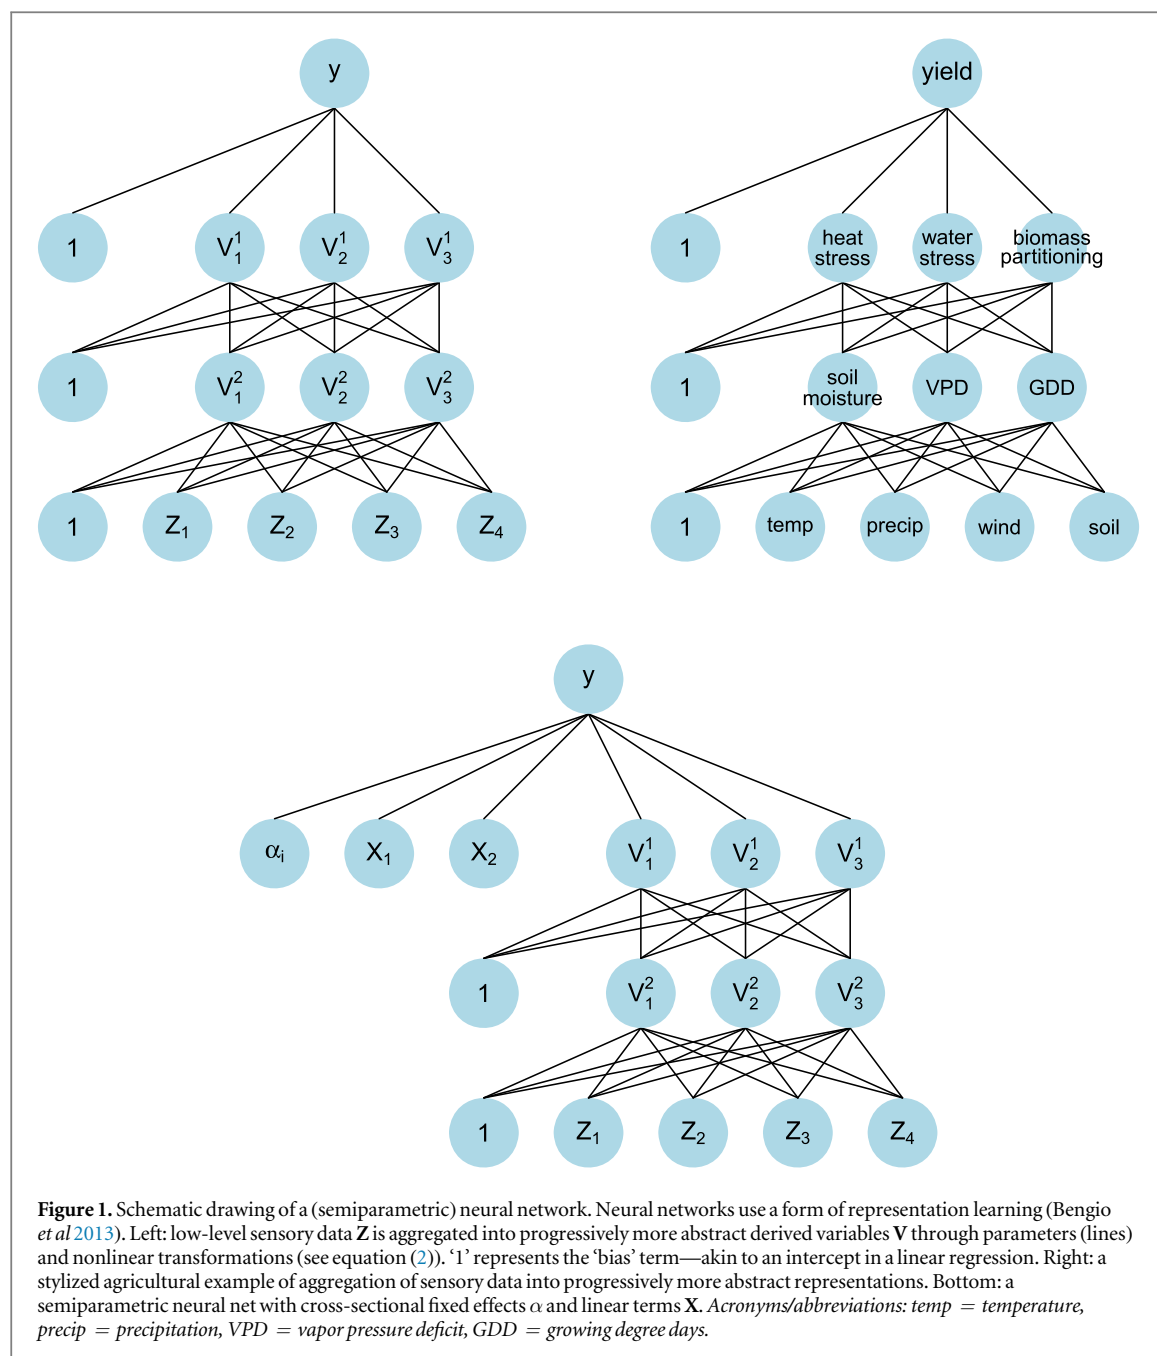 y
1
V₁¹
V₂¹
V₃¹
1
V₁²
V₂²
V₃²
1
Z₁
Z₂
Z₃
Z₄
yield
1
heat
stress
water
stress
biomass
partitioning
1
soil
moisture
VPD
GDD
1
temp
precip
wind
soil
y
αᵢ
X₁
X₂
V₁¹
V₂¹
V₃¹
1
V₁²
V₂²
V₃²
1
Z₁
Z₂
Z₃
Z₄
Figure 1. Schematic drawing of a (semiparametric) neural network. Neural networks use a form of representation learning (Bengio
et al 2013). Left: low-level sensory data Z is aggregated into progressively more abstract derived variables V through parameters (lines)
and nonlinear transformations (see equation (2)). ‘1’ represents the ‘bias’ term—akin to an intercept in a linear regression. Right: a
stylized agricultural example of aggregation of sensory data into progressively more abstract representations. Bottom: a
semiparametric neural net with cross-sectional fixed effects α and linear terms X. Acronyms/abbreviations: temp = temperature,
precip = precipitation, VPD = vapor pressure deficit, GDD = growing degree days.